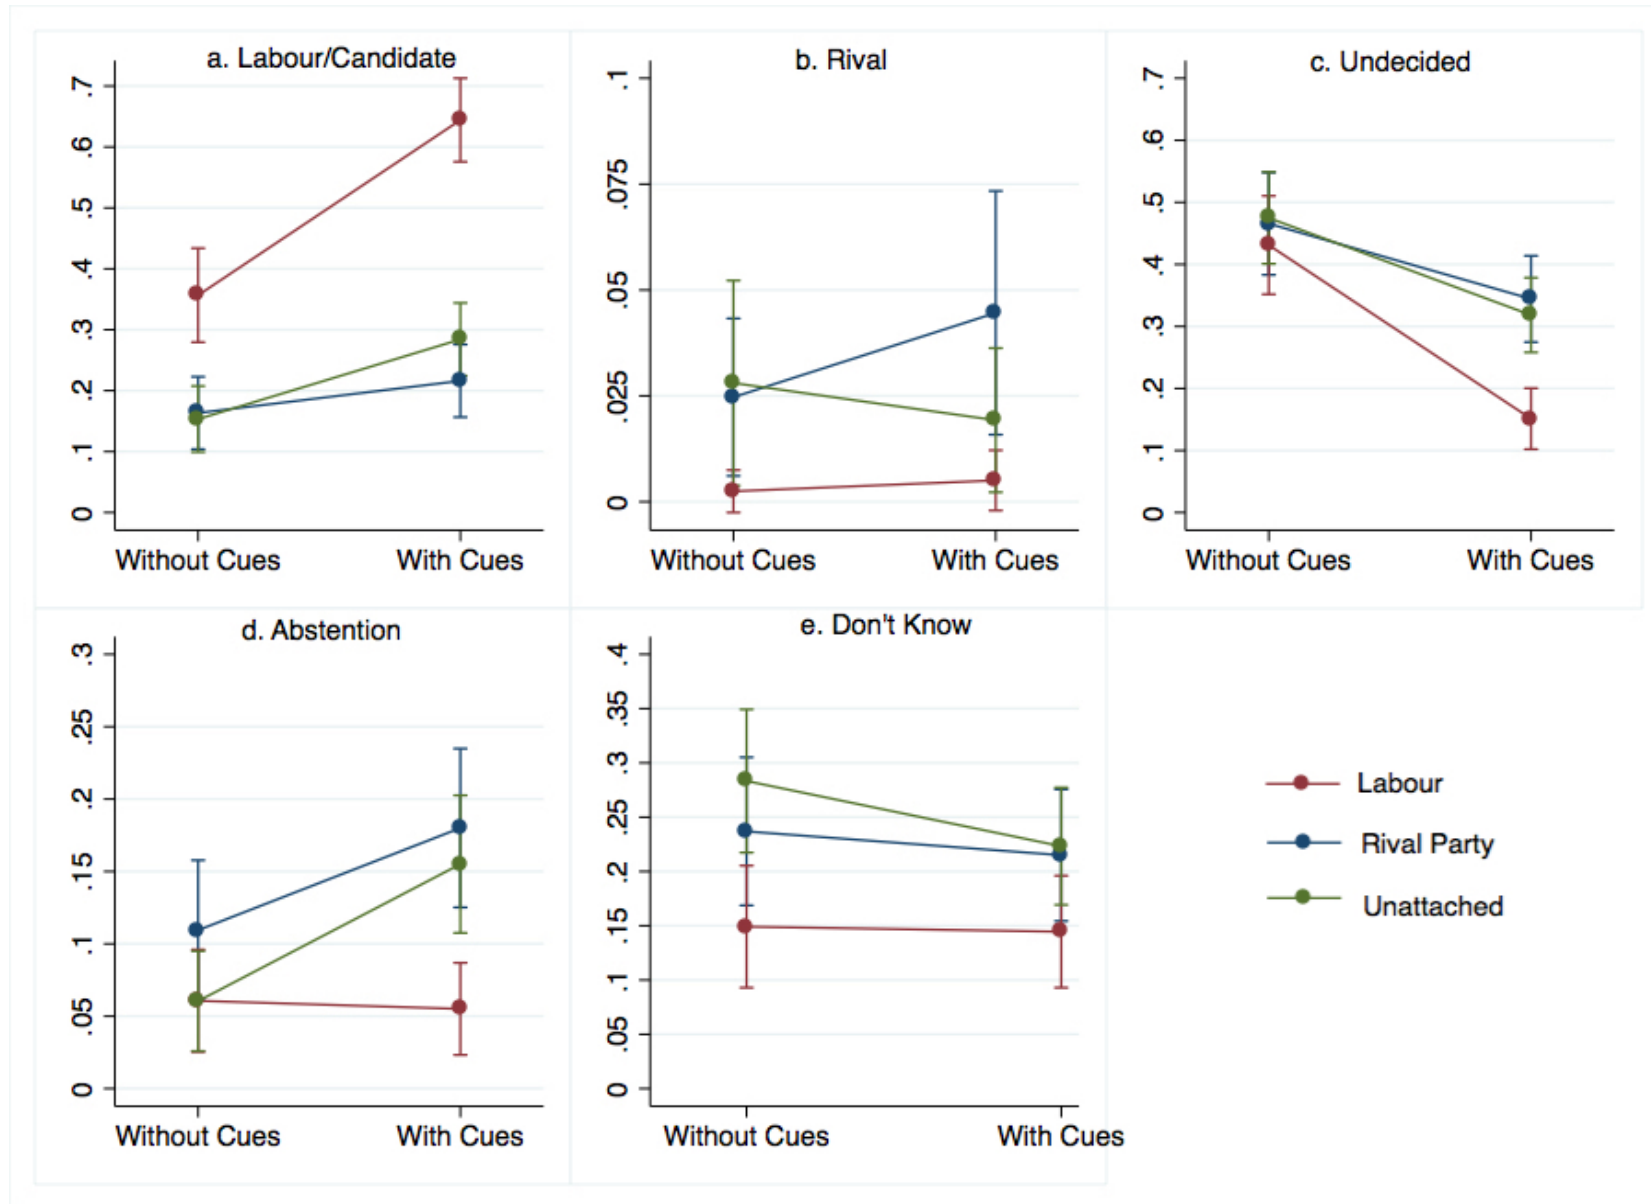 a. Labour/Candidate
.7
.6
.5
.4
.3
.2
.1
0
Without Cues
With Cues
b. Rival
.1
.075
.05
.025
0
Without Cues
With Cues
c. Undecided
.7
.6
.5
.4
.3
.2
.1
0
Without Cues
With Cues
d. Abstention
.3
.25
.2
.15
.1
.05
0
Without Cues
With Cues
e. Don't Know
.4
.35
.3
.25
.2
.15
.1
.05
0
Without Cues
With Cues
Labour
Rival Party
Unattached